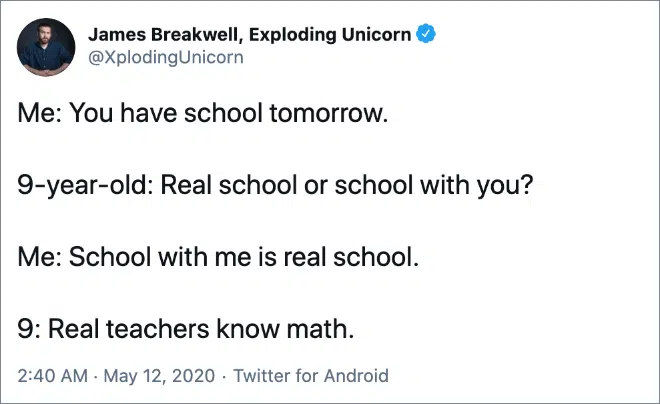 James Breakwell, Exploding Unicorn
@XplodingUnicorn
Me: You have school tomorrow.
9-year-old: Real school or school with you?
Me: School with me is real school.
9: Real teachers know math.
2:40 AM · May 12, 2020 · Twitter for Android